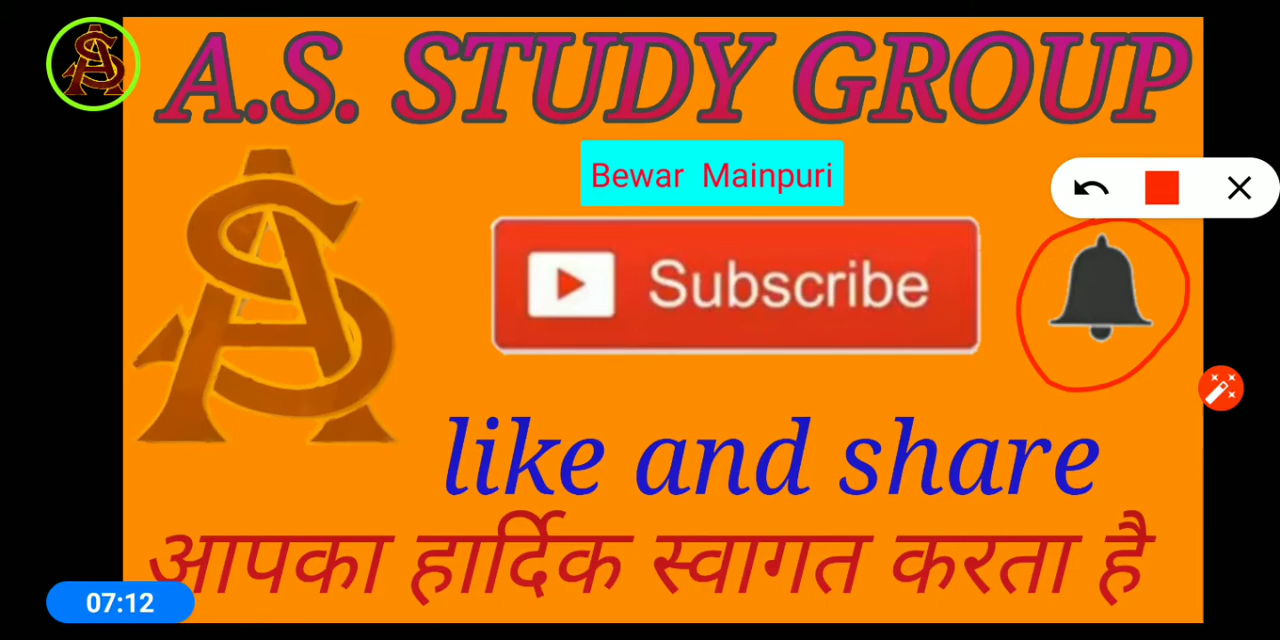 A.S. STUDY GROUP
Bewar Mainpuri
Subscribe
like and share
आपका हार्दिक स्वागत करता है
07:12